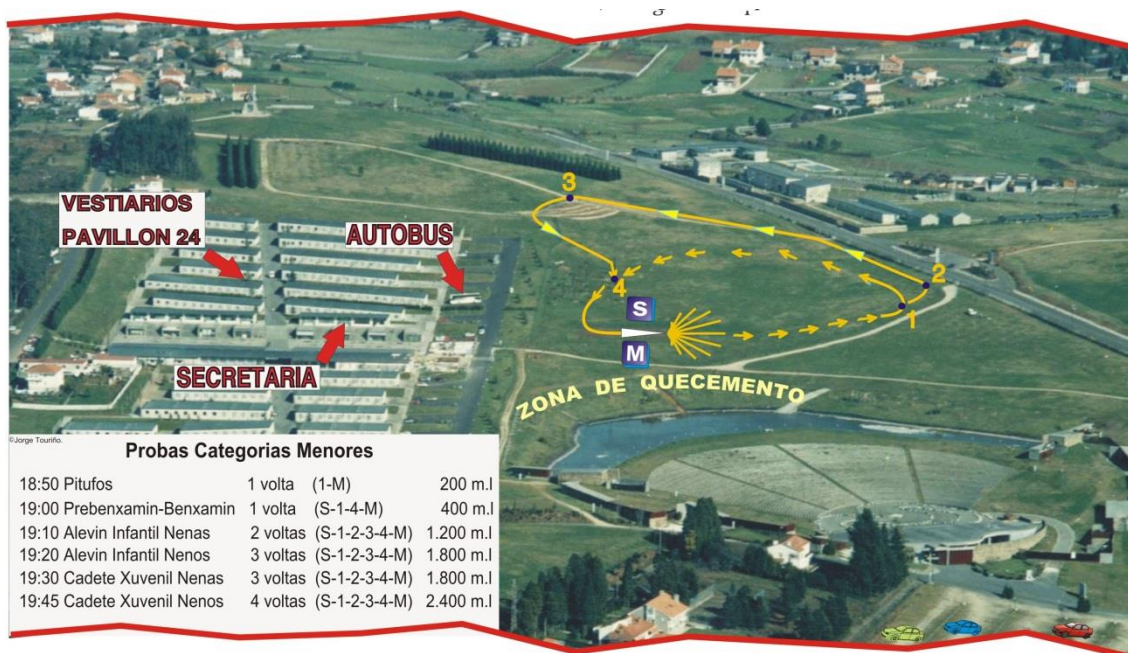 VESTIARIOS
PAVILLON 24
AUTOBUS
SECRETARIA
3
2
4
1
S
M
ZONA DE QUECEMENTO
©Jorge Touriño.
Probas Categorias Menores
18:50 Pitufos 1 volta (1-M) 200 m.l
19:00 Prebenxamin-Benxamin 1 volta (S-1-4-M) 400 m.l
19:10 Alevin Infantil Nenas 2 voltas (S-1-2-3-4-M) 1.200 m.l
19:20 Alevin Infantil Nenos 3 voltas (S-1-2-3-4-M) 1.800 m.l
19:30 Cadete Xuvenil Nenas 3 voltas (S-1-2-3-4-M) 1.800 m.l
19:45 Cadete Xuvenil Nenos 4 voltas (S-1-2-3-4-M) 2.400 m.l